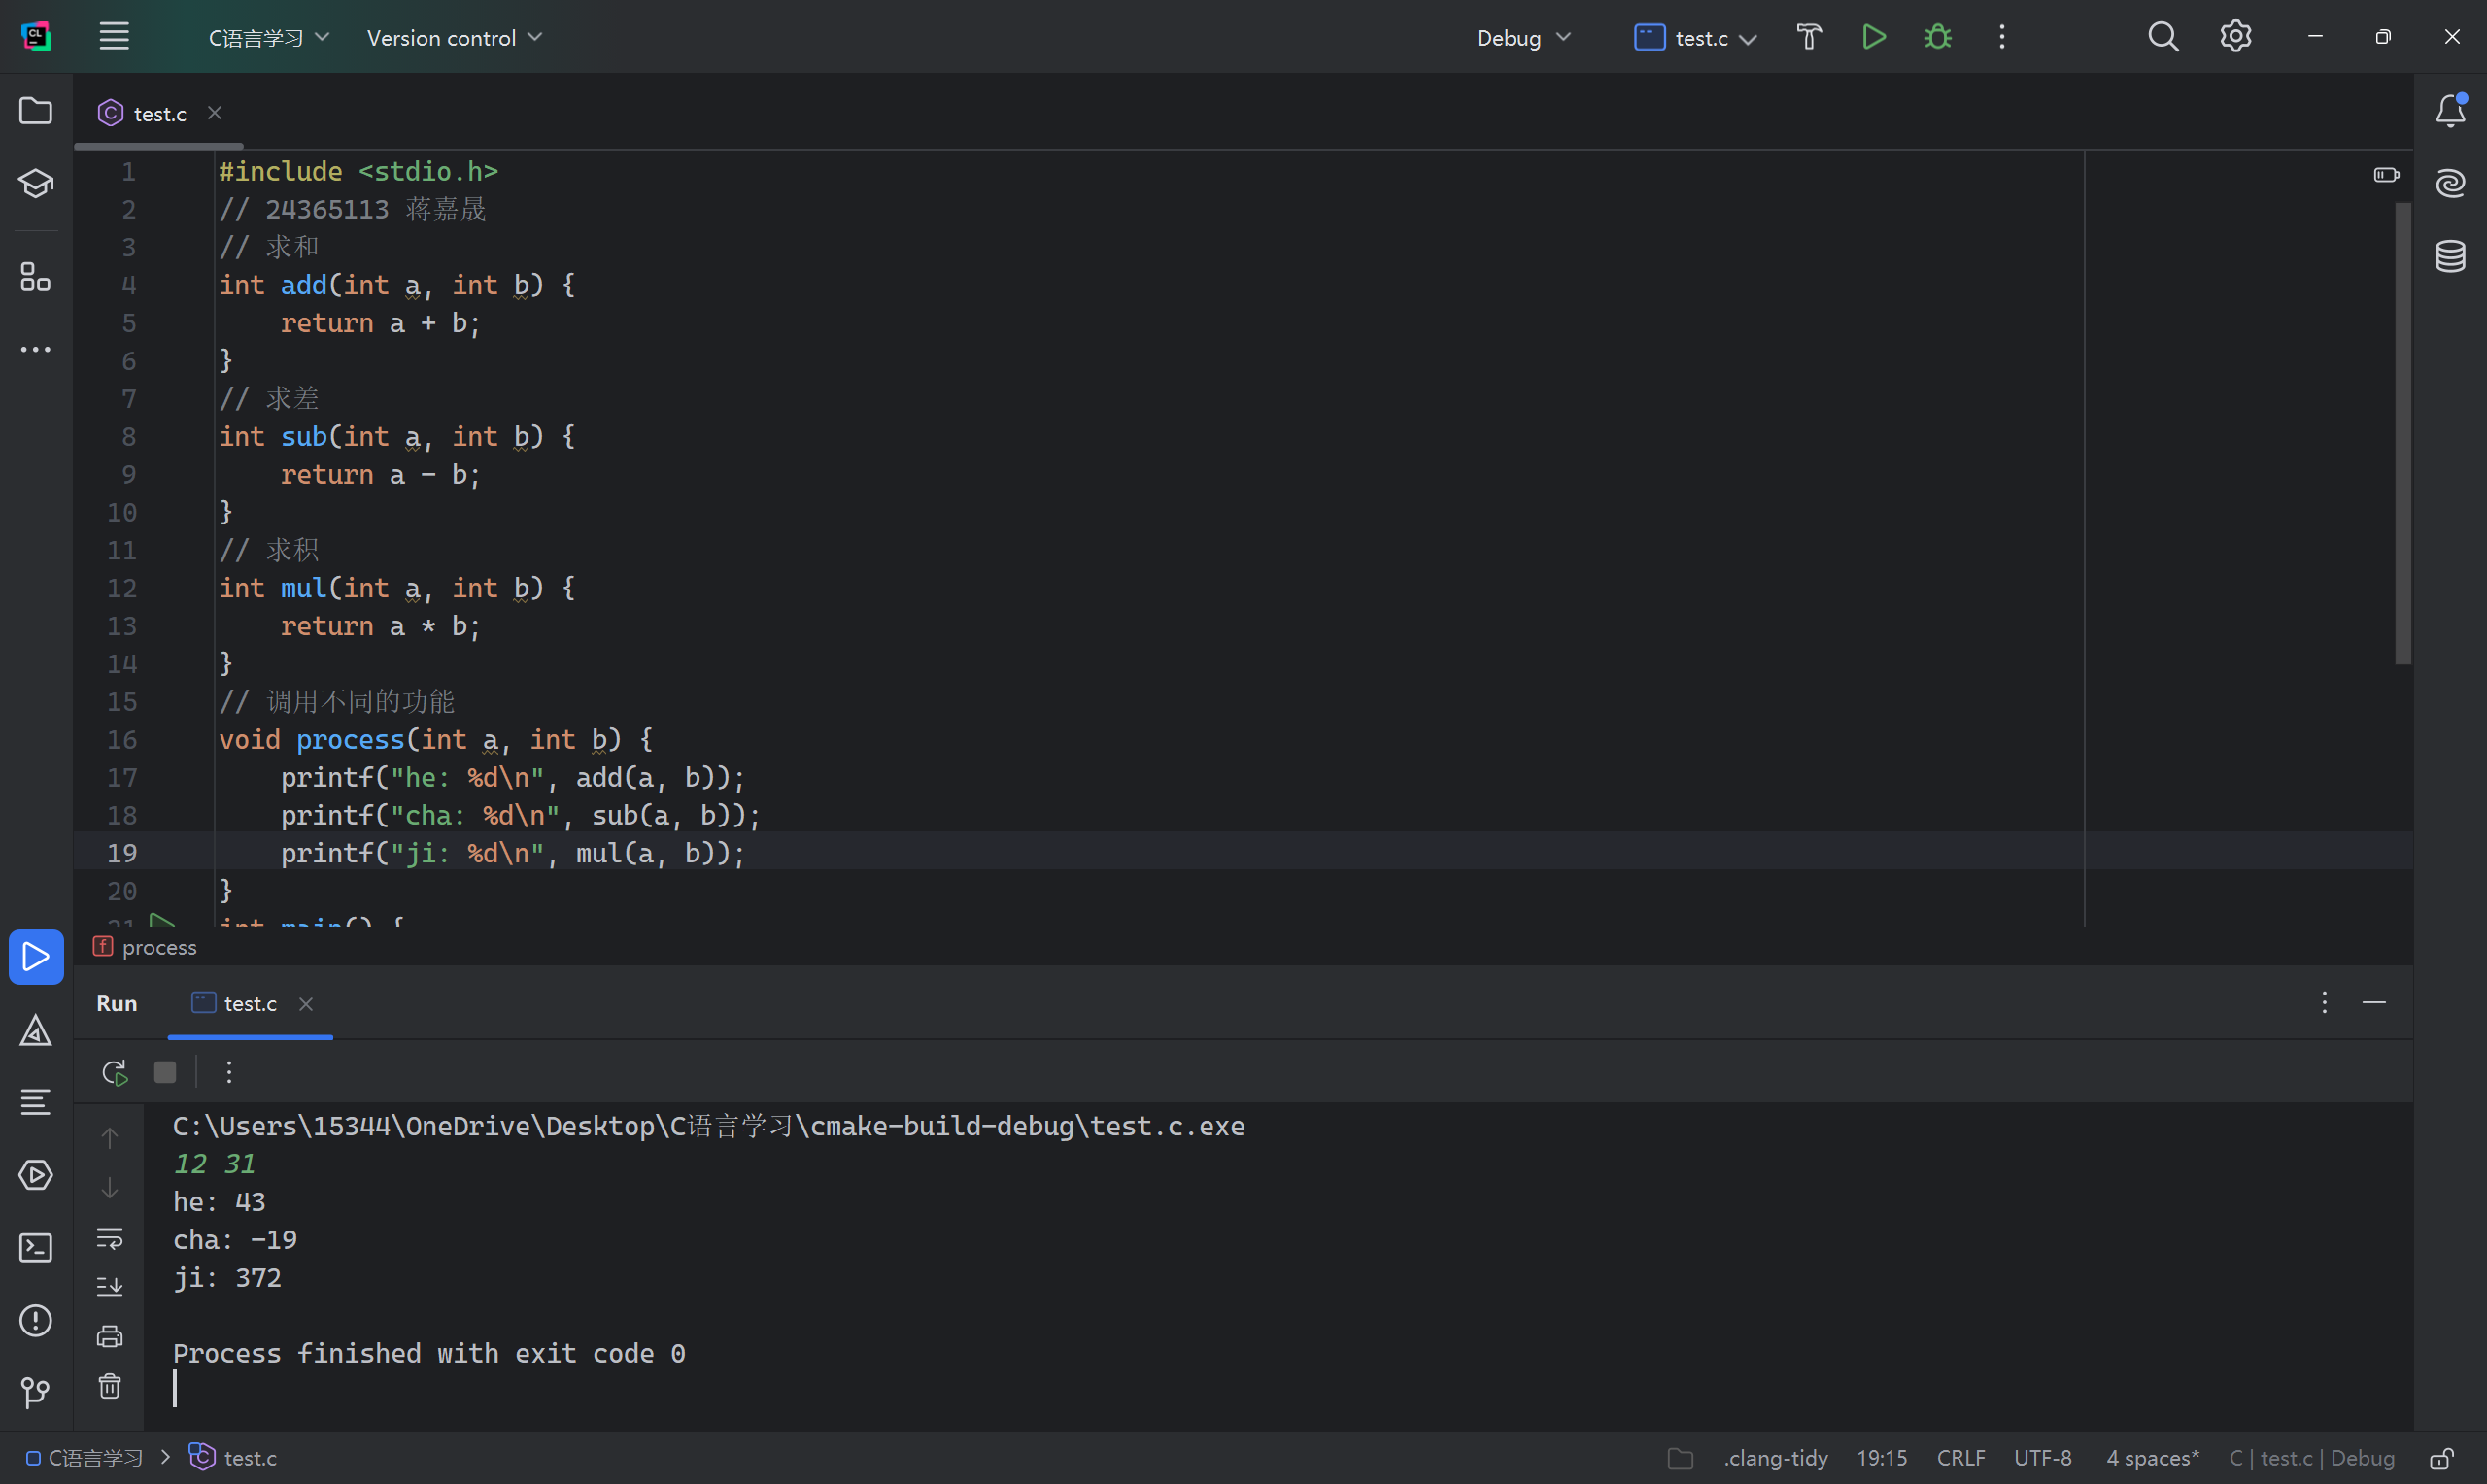 C语言学习 Version control Debug test.c
test.c
1 #include <stdio.h>
2 // 24365113 蒋嘉晟
3 // 求和
4 int add(int a, int b) {
5 return a + b;
6 }
7 // 求差
8 int sub(int a, int b) {
9 return a - b;
10 }
11 // 求积
12 int mul(int a, int b) {
13 return a * b;
14 }
15 // 调用不同的功能
16 void process(int a, int b) {
17 printf("he: %d\n", add(a, b));
18 printf("cha: %d\n", sub(a, b));
19 printf("ji: %d\n", mul(a, b));
20 }
21 int main() {
process
Run test.c
C:\Users\15344\OneDrive\Desktop\C语言学习\cmake-build-debug\test.c.exe
12 31
he: 43
cha: -19
ji: 372
Process finished with exit code 0
C语言学习 > test.c .clang-tidy 19:15 CRLF UTF-8 4 spaces* C | test.c | Debug